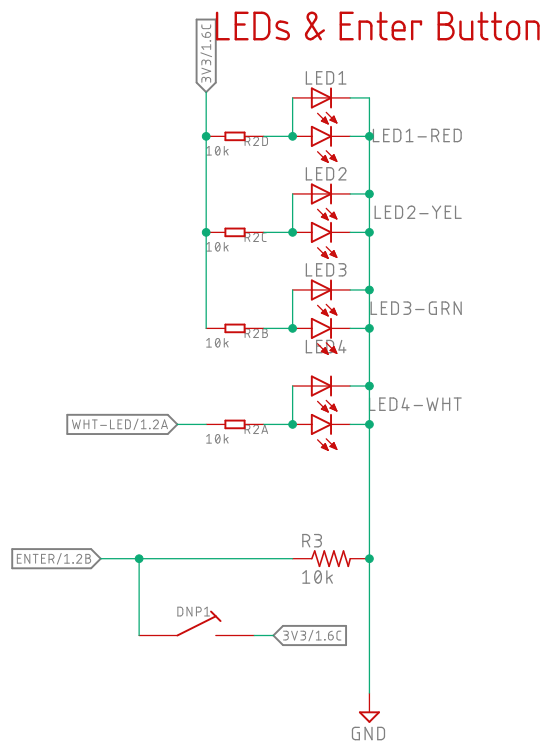 LEDs & Enter Button
3V3/1.6C
LED1
R2D
10k
LED1-RED
LED2
LED2-YEL
R2C
10k
LED3
LED3-GRN
R2B
10k
LED4
LED4-WHT
WHT-LED/1.2A
R2A
10k
R3
ENTER/1.2B
10k
DNP1
3V3/1.6C
GND